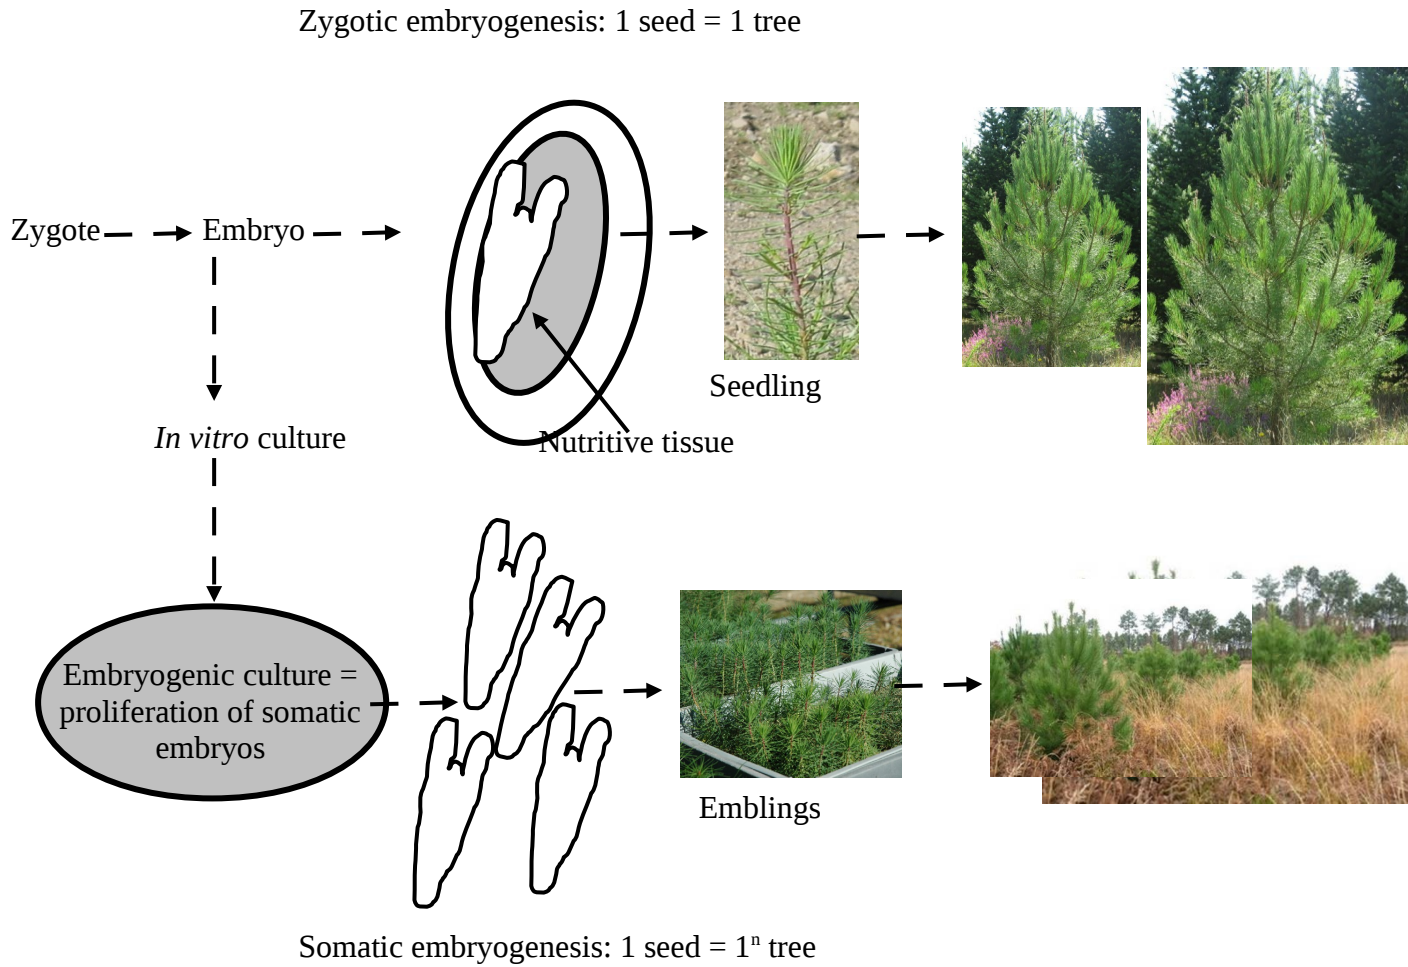 Zygotic embryogenesis: 1 seed = 1 tree
Zygote
Embryo
Seedling
In vitro culture
Nutritive tissue
Embryogenic culture =
proliferation of somatic
embryos
Emblings
Somatic embryogenesis: 1 seed = 1ⁿ tree